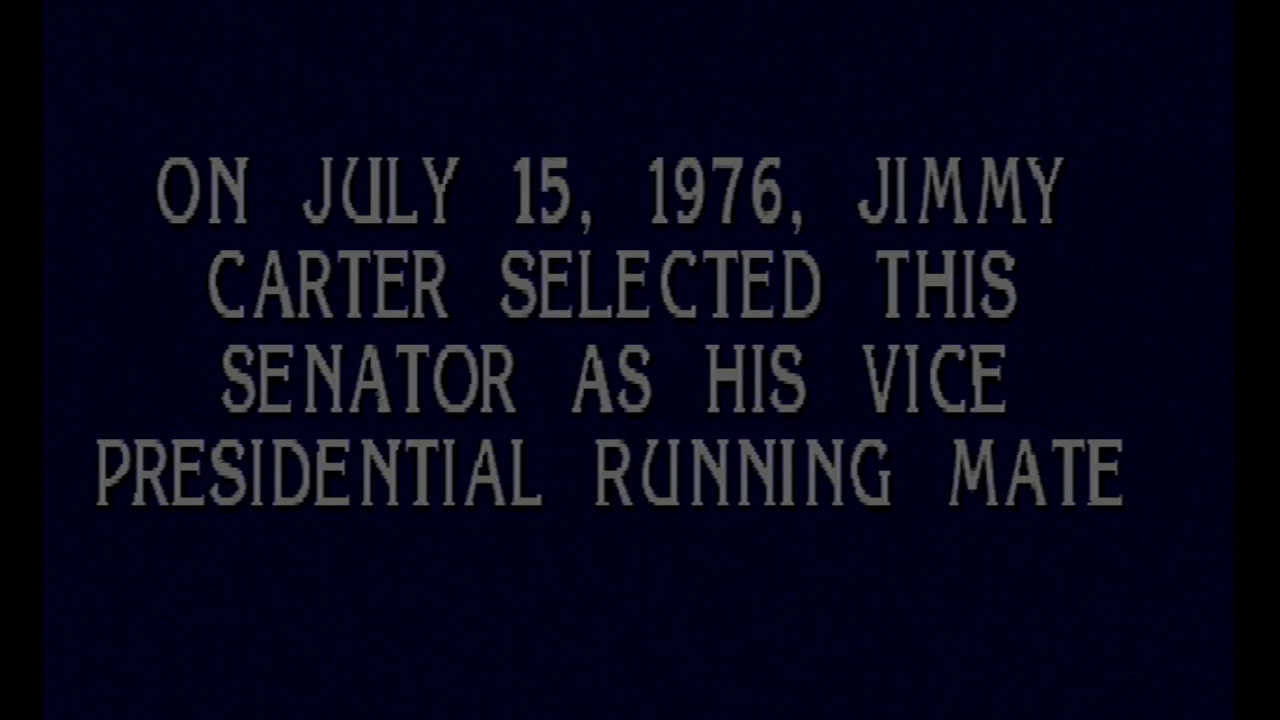 ON JULY 15, 1976, JIMMY
CARTER SELECTED THIS
SENATOR AS HIS VICE
PRESIDENTIAL RUNNING MATE